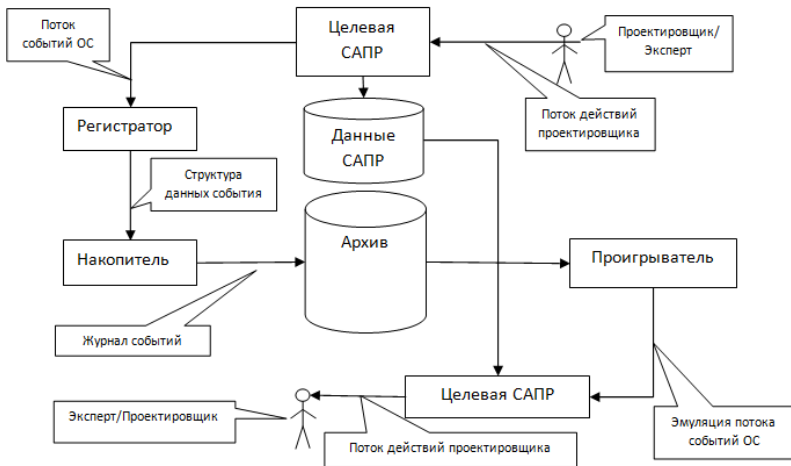 Поток
событий ОС
Целевая
САПР
Проектировщик/
Эксперт
Поток действий
проектировщика
Регистратор
Данные
САПР
Структура
данных события
Накопитель
Архив
Проигрыватель
Журнал событий
Целевая САПР
Эксперт/Проектировщик
Поток действий проектировщика
Эмуляция потока
событий ОС